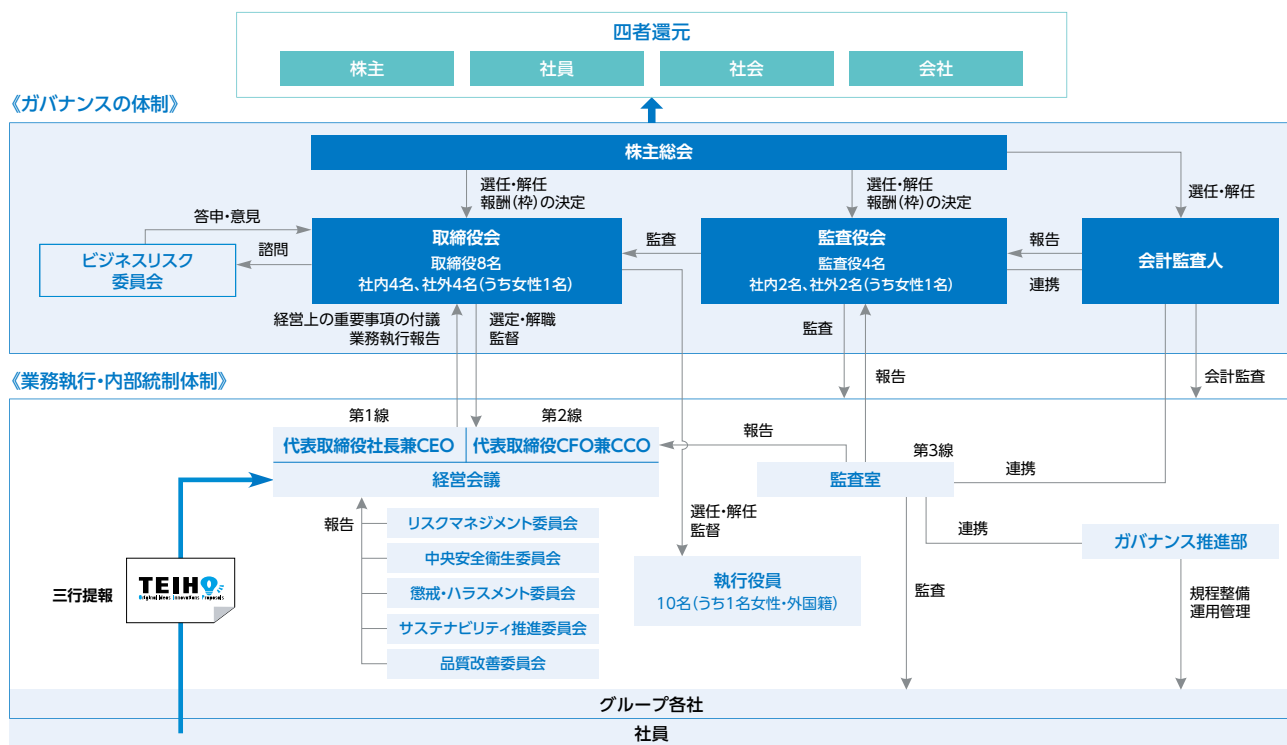 四者還元
株主
社員
社会
会社
《ガバナンスの体制》
株主総会
選任・解任
報酬(枠)の決定
選任・解任
報酬(枠)の決定
選任・解任
答申・意見
諮問
ビジネスリスク
委員会
取締役会
取締役8名
社内4名、社外4名(うち女性1名)
監査
監査役会
監査役4名
社内2名、社外2名(うち女性1名)
報告
連携
会計監査人
経営上の重要事項の付議
業務執行報告
選定・解職
監督
監査
報告
会計監査
《業務執行・内部統制体制》
第1線
第2線
代表取締役社長兼CEO
代表取締役CFO兼CCO
経営会議
報告
第3線
監査室
連携
報告
リスクマネジメント委員会
中央安全衛生委員会
懲戒・ハラスメント委員会
サステナビリティ推進委員会
品質改善委員会
選任・解任
監督
執行役員
10名(うち1名女性・外国籍)
連携
ガバナンス推進部
監査
規程整備
運用管理
三行提報
TEIHO
Original Ideas Innovations Proposals
グループ各社
社員